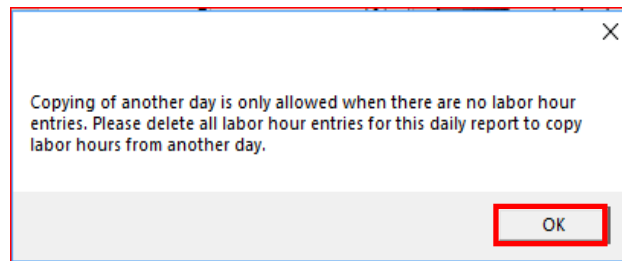 Copying of another day is only allowed when there are no labor hour
entries. Please delete all labor hour entries for this daily report to copy
labor hours from another day.
OK